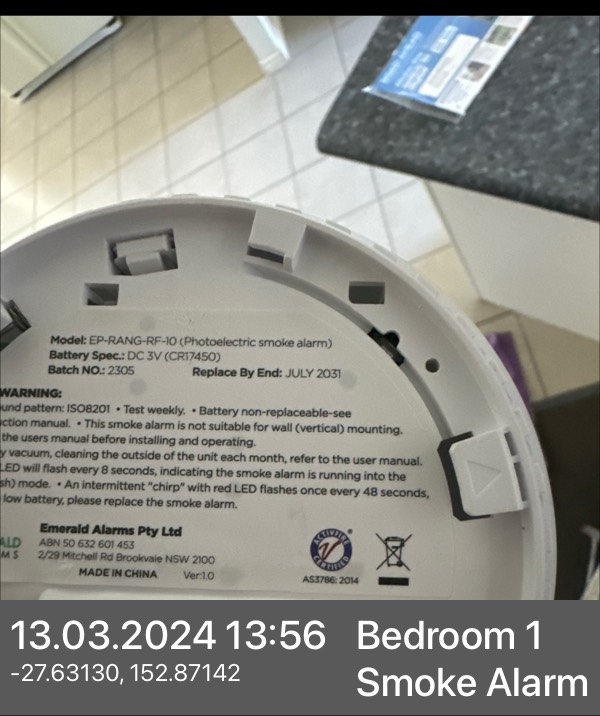 Model: EP-RANG-RF-10 (Photoelectric smoke alarm)
Battery Spec.: DC 3V (CR17450)
Batch NO.: 2305 Replace By End: JULY 2031
WARNING:
und pattern: ISO8201 • Test weekly. • Battery non-replaceable-see
ction manual. • This smoke alarm is not suitable for wall (vertical) mounting.
the users manual before installing and operating.
y vacuum, cleaning the outside of the unit each month, refer to the user manual.
LED will flash every 8 seconds, indicating the smoke alarm is running into the
sh) mode. • An intermittent "chirp" with red LED flashes once every 48 seconds,
low battery, please replace the smoke alarm.
ALD
MS
Emerald Alarms Pty Ltd
ABN 50 632 601 453
2/29 Mitchell Rd Brookvale NSW 2100
MADE IN CHINA Ver:1.0
ACTIVFIRE
CERTIFIED
AS3786: 2014
13.03.2024 13:56
-27.63130, 152.87142
Bedroom 1
Smoke Alarm